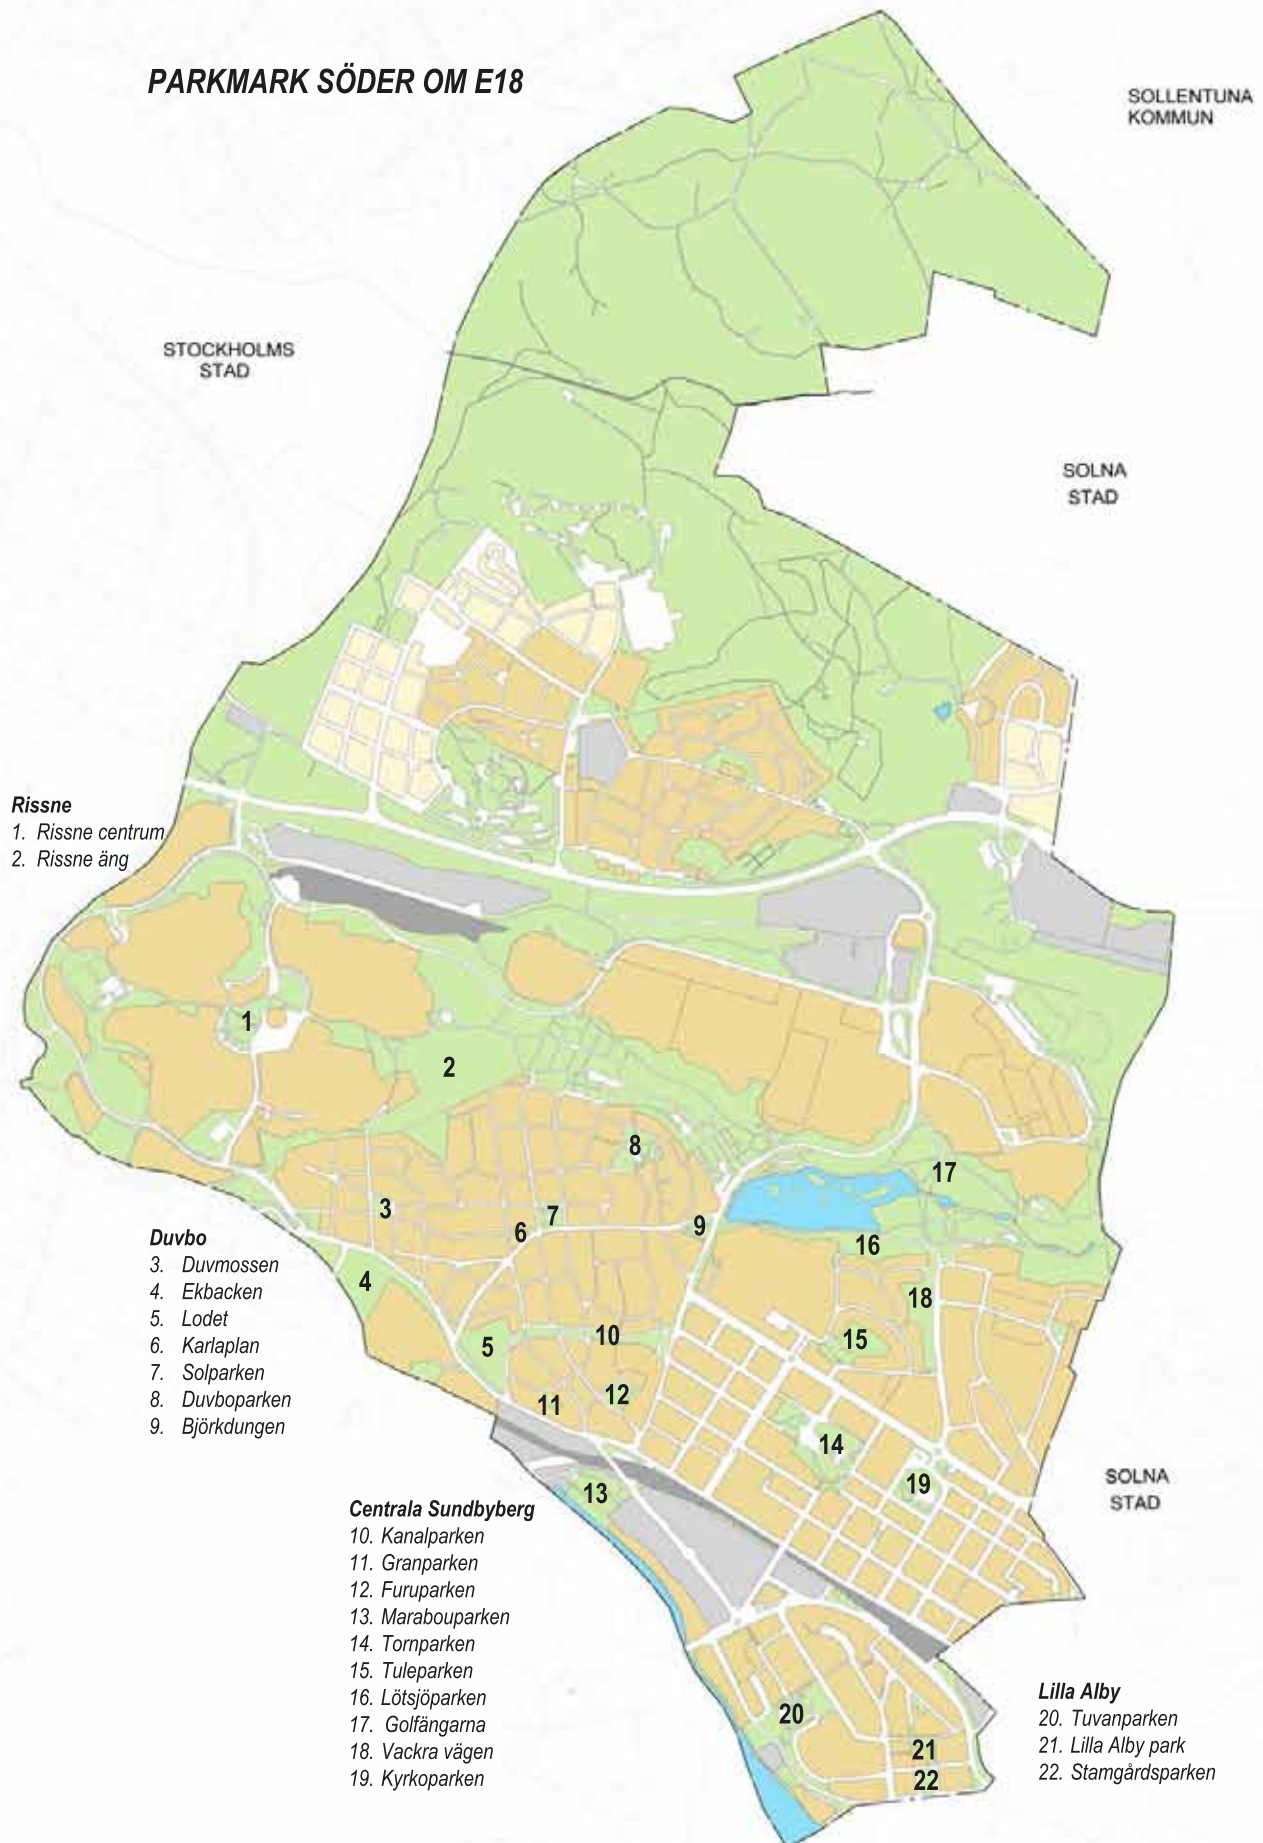 PARKMARK SÖDER OM E18
SOLLENTUNA
KOMMUN
STOCKHOLMS
STAD
SOLNA
STAD
Rissne
1. Rissne centrum
2. Rissne äng
1
2
8
17
3
7
6
9
16
Duvbo
3. Duvmossen
4. Ekbacken
5. Lodet
6. Karlaplan
7. Solparken
8. Duvboparken
9. Björkdungen
4
18
10
15
5
12
11
14
19
13
SOLNA
STAD
Centrala Sundbyberg
10. Kanalparken
11. Granparken
12. Furuparken
13. Marabouparken
14. Tornparken
15. Tuleparken
16. Lötsjöparken
17. Golfängarna
18. Vackra vägen
19. Kyrkoparken
20
21
22
Lilla Alby
20. Tuvanparken
21. Lilla Alby park
22. Stamgårdsparken